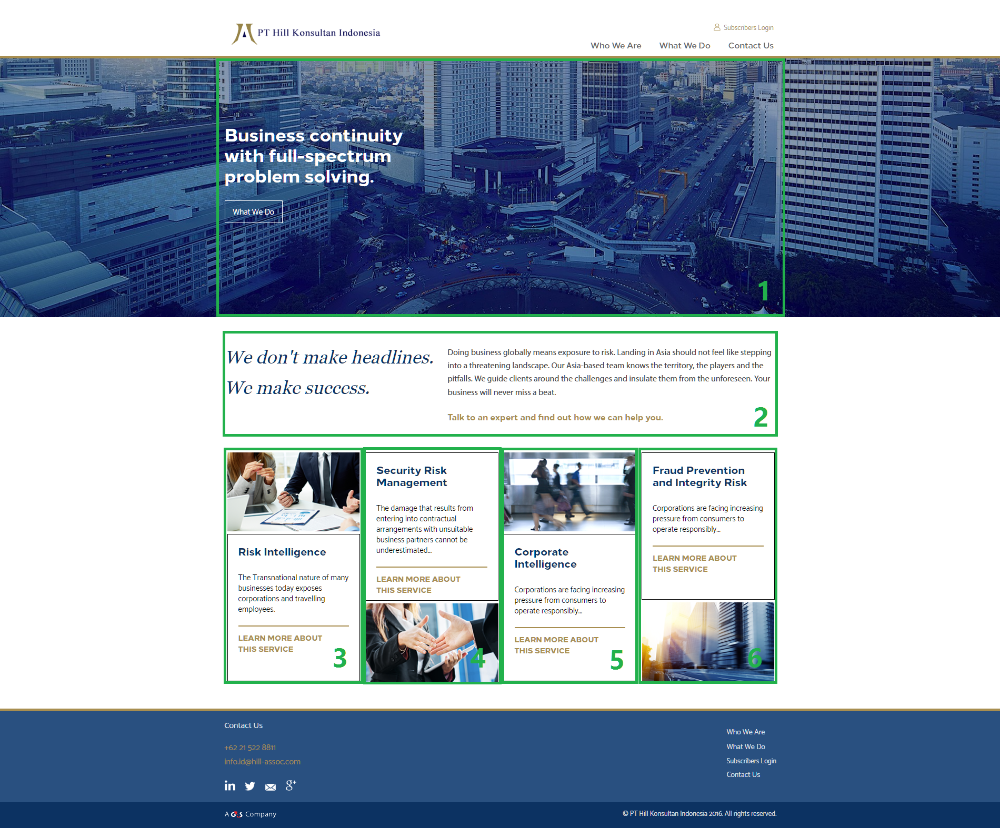 PT Hill Konsultan Indonesia
Subscribers Login
Who We Are
What We Do
Contact Us
Business continuity
with full-spectrum
problem solving.
What We Do
1
We don't make headlines.
We make success.
Doing business globally means exposure to risk. Landing in Asia should not feel like stepping
into a threatening landscape. Our Asia-based team knows the territory, the players and the
pitfalls. We guide clients around the challenges and insulate them from the unforeseen. Your
business will never miss a beat.
Talk to an expert and find out how we can help you.
2
Risk Intelligence
The Transnational nature of many
businesses today exposes
corporations and travelling
employees.
LEARN MORE ABOUT
THIS SERVICE
3
Security Risk
Management
The damage that results from
entering into contractual
arrangements with unsuitable
business partners cannot be
underestimated...
LEARN MORE ABOUT
THIS SERVICE
4
Corporate
Intelligence
Corporations are facing increasing
pressure from consumers to
operate responsibly...
LEARN MORE ABOUT
THIS SERVICE
5
Fraud Prevention
and Integrity Risk
Corporations are facing increasing
pressure from consumers to
operate responsibly...
LEARN MORE ABOUT
THIS SERVICE
6
Contact Us
+62 21 522 8811
info.id@hill-assoc.com
in
g+
Who We Are
What We Do
Subscribers Login
Contact Us
A G4S Company
© PT Hill Konsultan Indonesia 2016. All rights reserved.